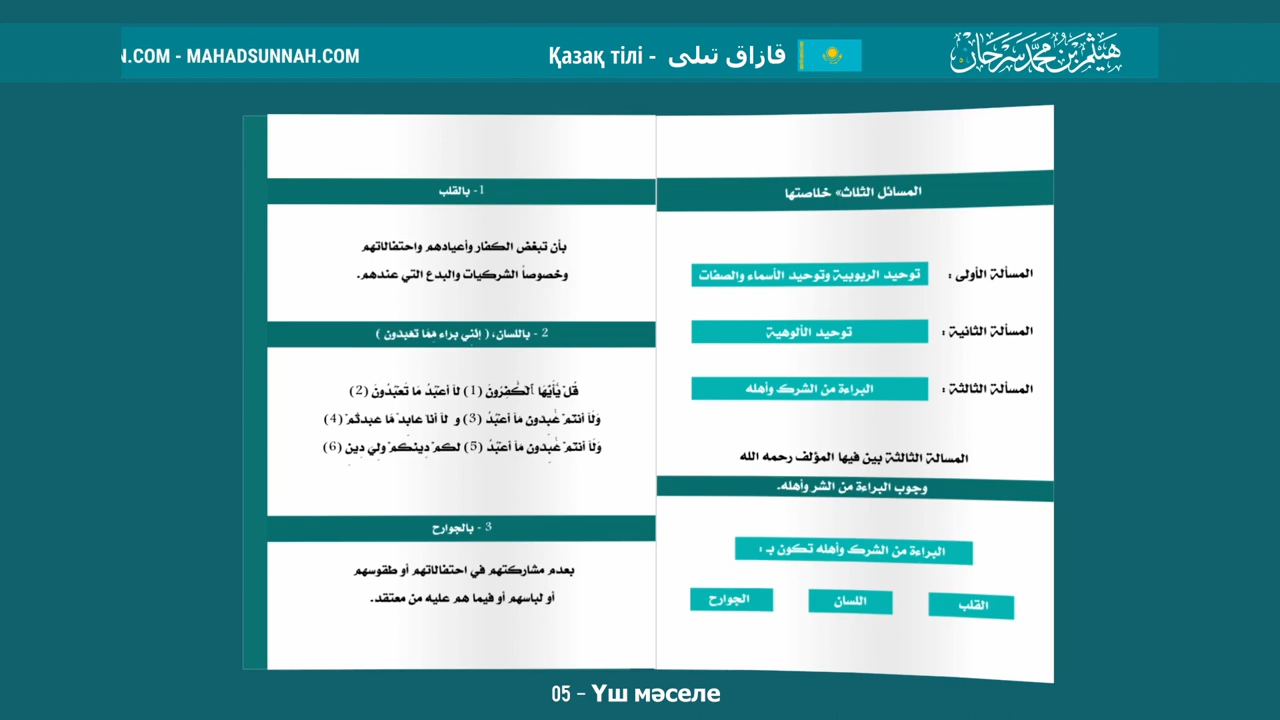 N.COM - MAHADSUNNAH.COM
Қазақ тілі - قازاق تىلى
هيثم بن محمد سرحان
المسائل الثلاث» خلاصتها
المسألة الأولى : توحيد الربوبية وتوحيد الأسماء والصفات
المسألة الثانية : توحيد الألوهية
المسألة الثالثة : البراءة من الشرك وأهله
المسالة الثالثة بين فيها المؤلف رحمه الله
وجوب البراءة من الشر وأهله.
البراءة من الشرك وأهله تكون بـ :
القلب اللسان الجوارح
1- بالقلب
بأن تبغض الكفار وأعيادهم واحتفالاتهم
وخصوصاً الشركيات والبدع التي عندهم.
2 - باللسان، ( إنني براء مما تعبدون )
قُلْ يَٰٓأَيُّهَا ٱلْكَٰفِرُونَ (1) لَآ أَعْبُدُ مَا تَعْبُدُونَ (2)
وَلَآ أَنتُمْ عَٰبِدُونَ مَآ أَعْبُدُ (3) و لَآ أَنَا عَابِدٌ مَّا عَبَدتُّمْ (4)
وَلَآ أَنتُمْ عَٰبِدُونَ مَآ أَعْبُدُ (5) لَكُمْ دِينُكُمْ وَلِيَ دِينِ (6)
3 - بالجوارح
بعدم مشاركتهم في احتفالاتهم أو طقوسهم
أو لباسهم أو فيما هم عليه من معتقد.
05 - Үш мәселе